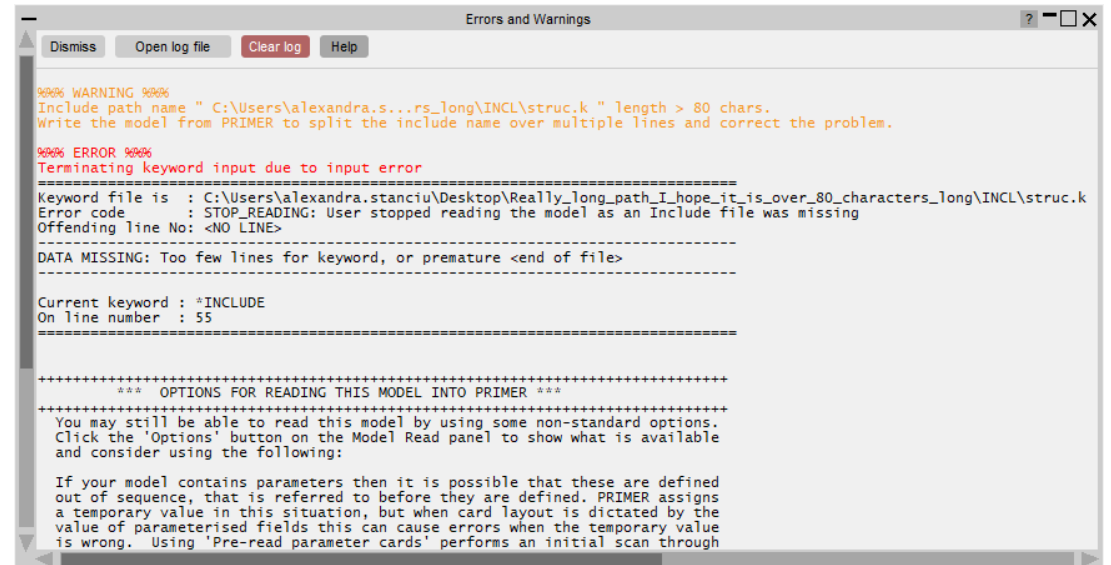 Errors and Warnings ?
Dismiss Open log file Clear log Help
%%% WARNING %%%
Include path name " C:\Users\alexandra.s...rs_long\INCL\struc.k " length > 80 chars.
Write the model from PRIMER to split the include name over multiple lines and correct the problem.
%%% ERROR %%%
Terminating keyword input due to input error
================================================================================
Keyword file is : C:\Users\alexandra.stanciu\Desktop\Really_long_path_I_hope_it_is_over_80_characters_long\INCL\struc.k
Error code : STOP_READING: User stopped reading the model as an Include file was missing
Offending line No: <NO LINE>
--------------------------------------------------------------------------------
DATA MISSING: Too few lines for keyword, or premature <end of file>
--------------------------------------------------------------------------------
Current keyword : *INCLUDE
On line number : 55
================================================================================
+++++++++++++++++++++++++++++++++++++++++++++++++++++++++++++++++++++++++++++++
*** OPTIONS FOR READING THIS MODEL INTO PRIMER ***
+++++++++++++++++++++++++++++++++++++++++++++++++++++++++++++++++++++++++++++++
You may still be able to read this model by using some non-standard options.
Click the 'Options' button on the Model Read panel to show what is available
and consider using the following:
If your model contains parameters then it is possible that these are defined
out of sequence, that is referred to before they are defined. PRIMER assigns
a temporary value in this situation, but when card layout is dictated by the
value of parameterised fields this can cause errors when the temporary value
is wrong. Using 'Pre-read parameter cards' performs an initial scan through